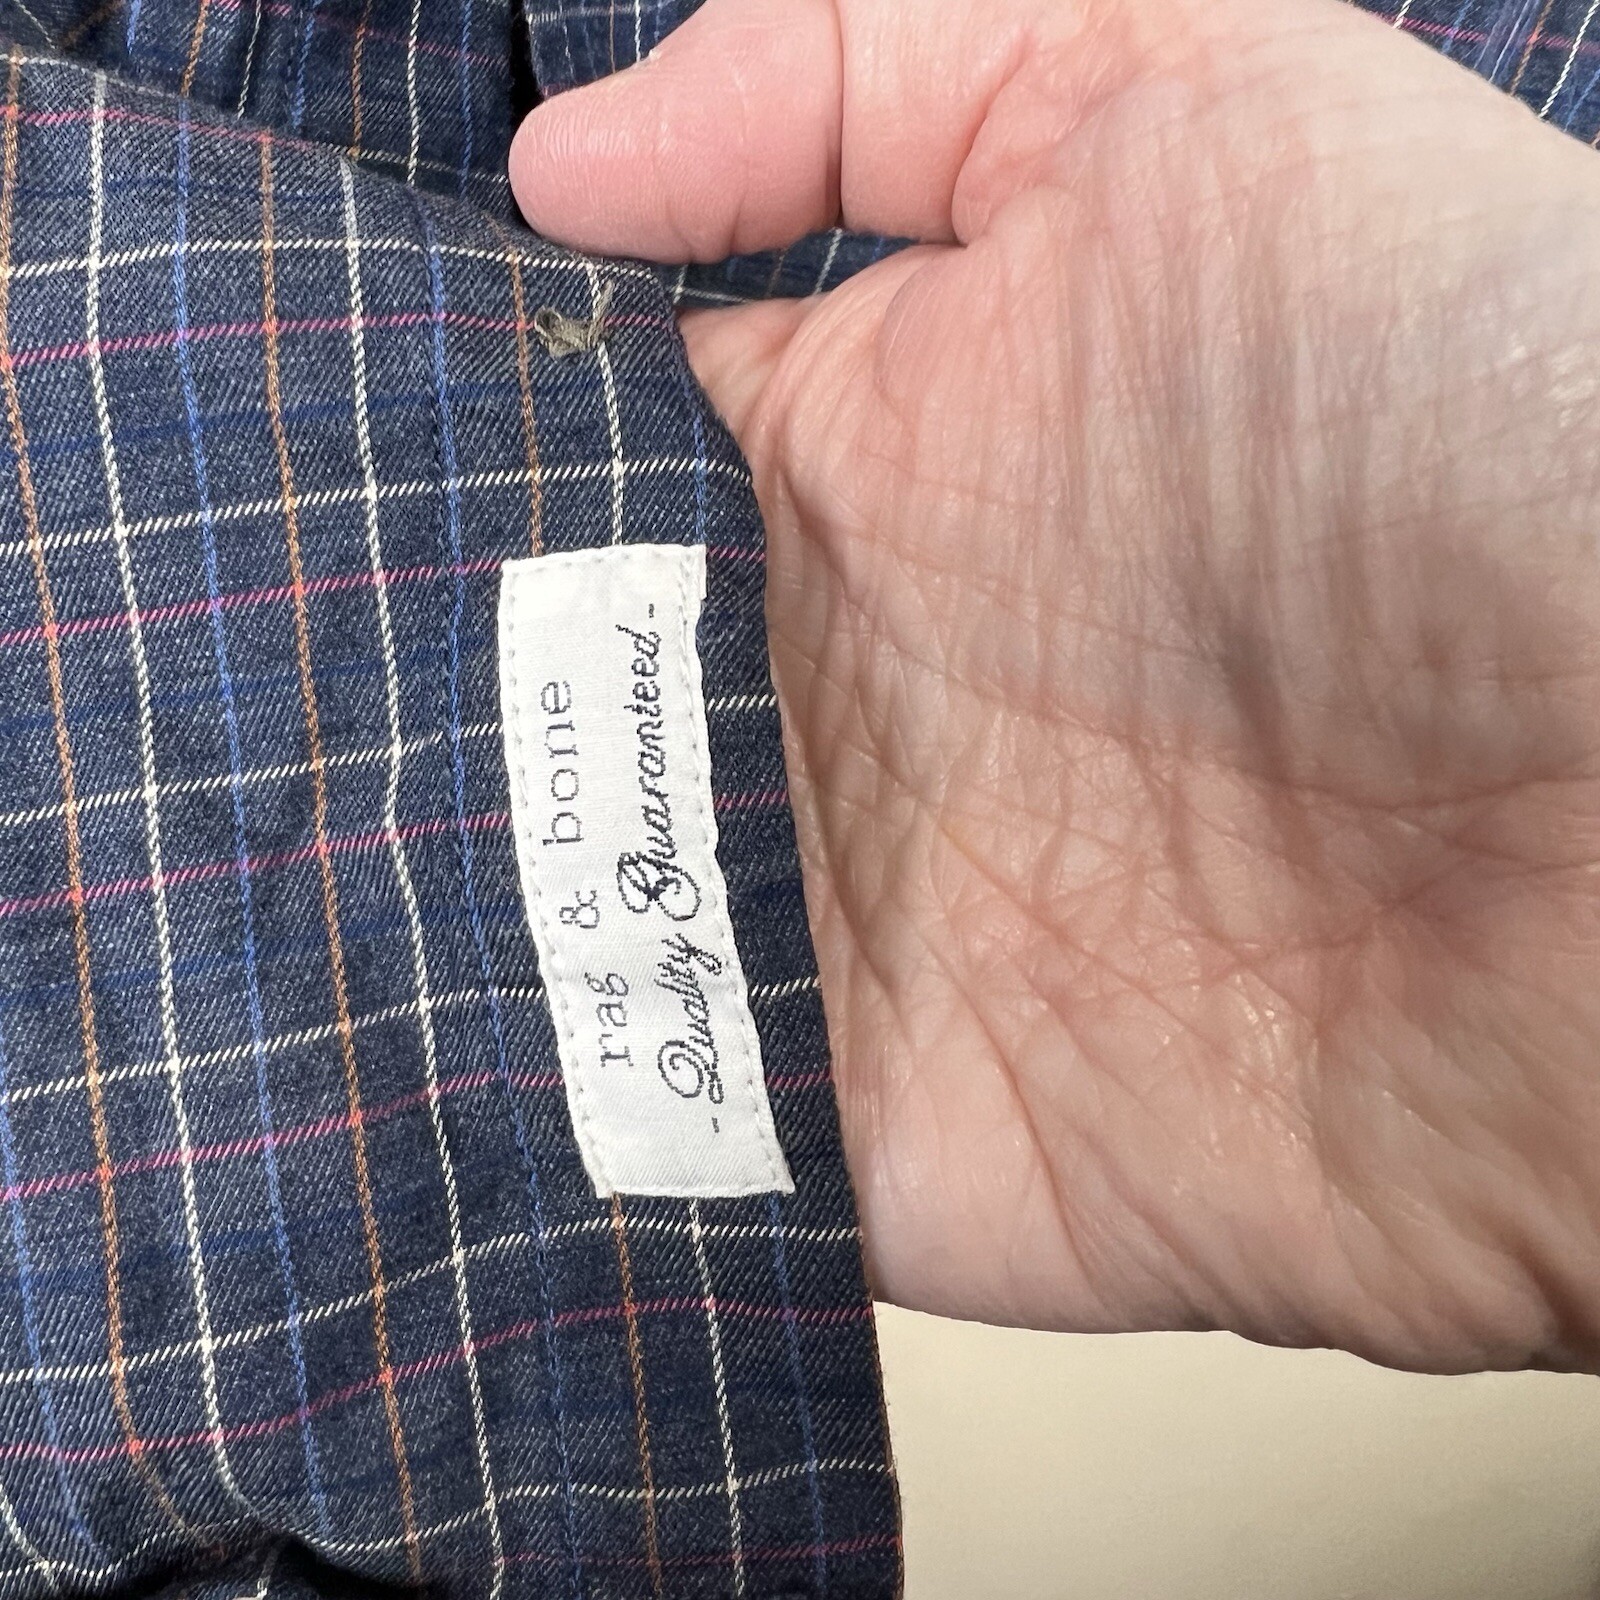 rag & bone
- Quality Guaranteed -